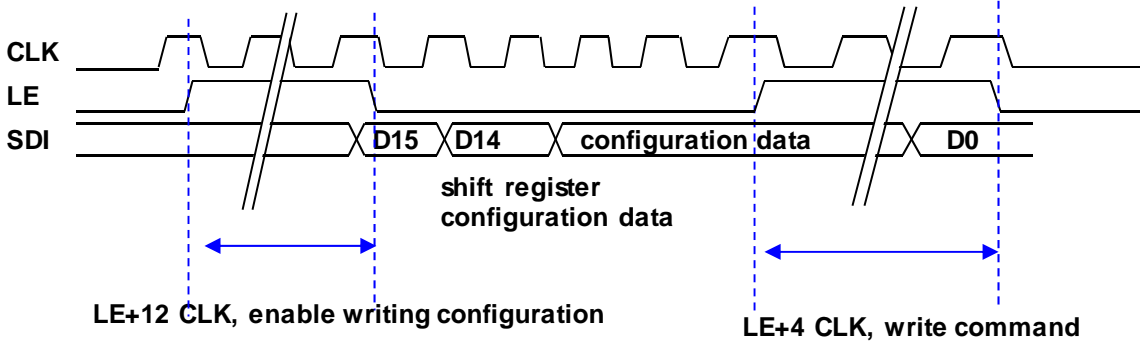 CLK
LE
SDI
D15 D14 configuration data D0
shift register
configuration data
LE+12 CLK, enable writing configuration
LE+4 CLK, write command